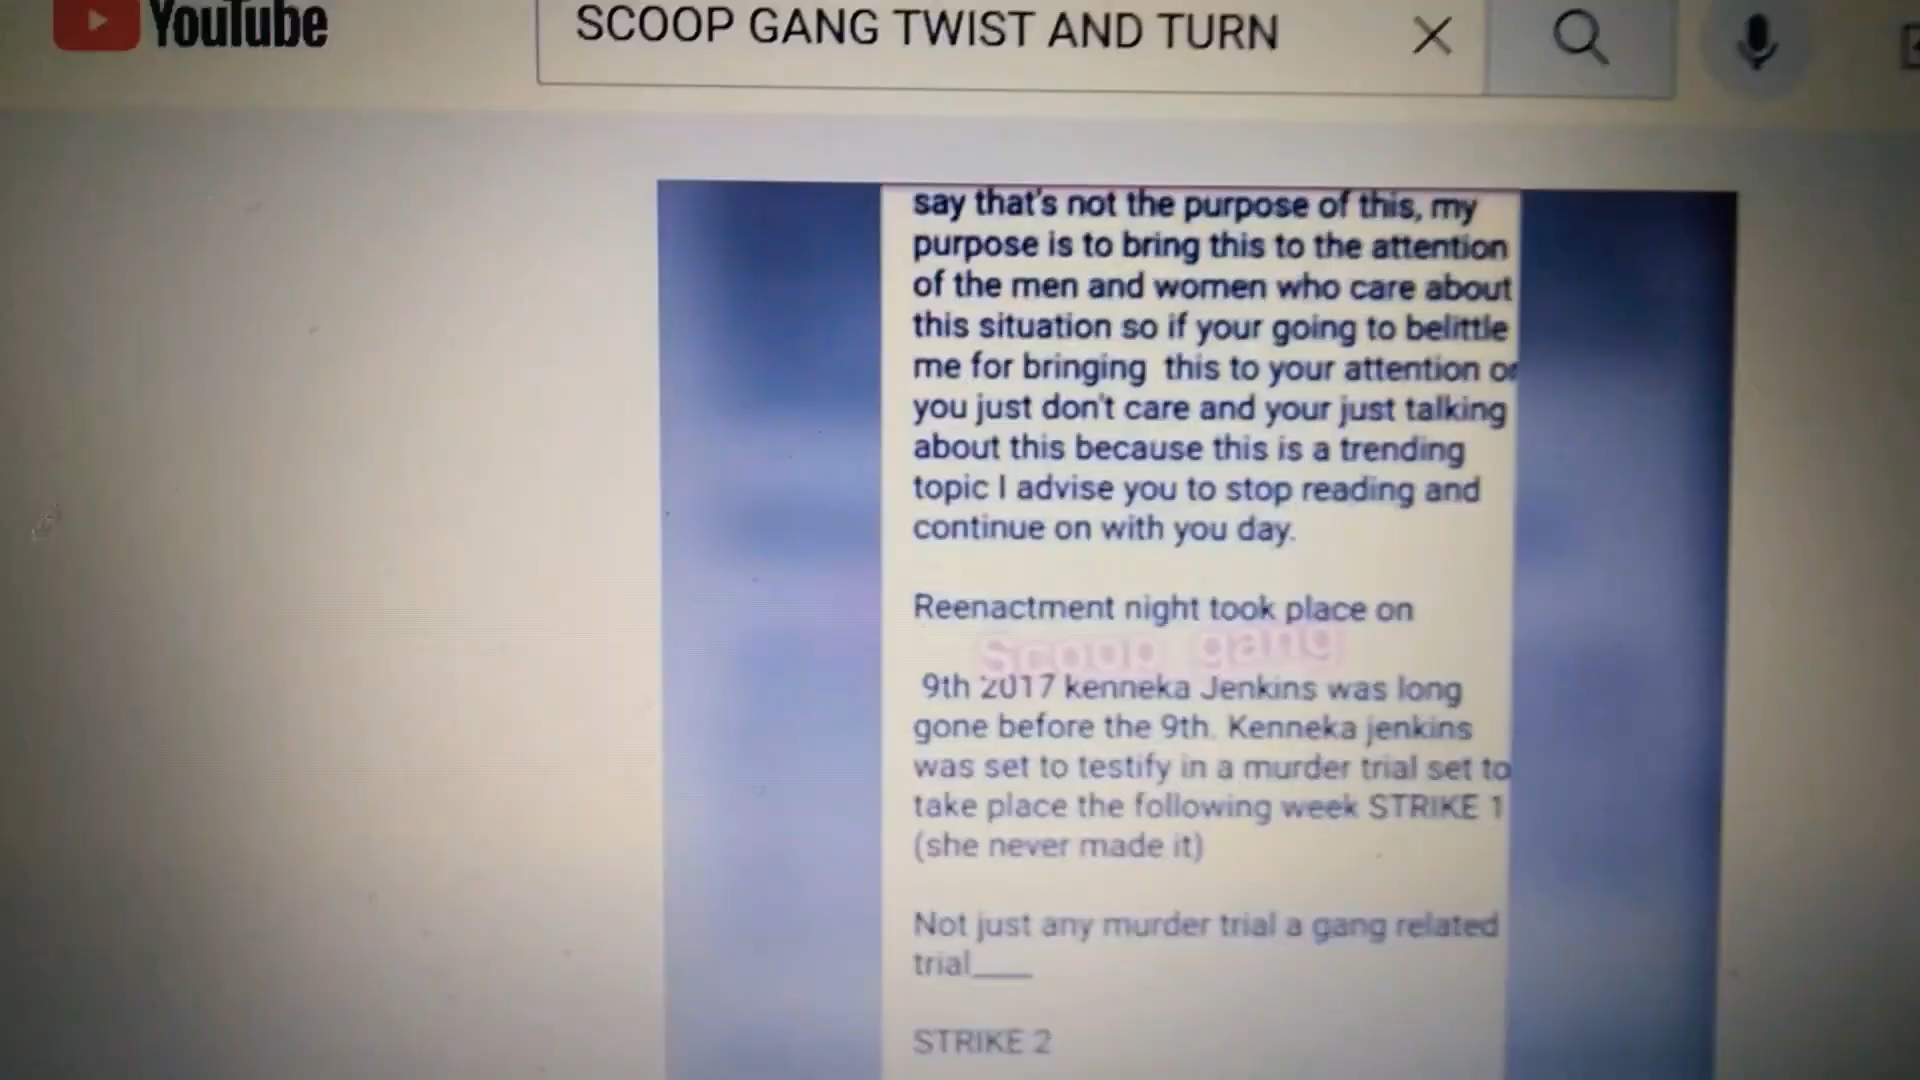 YouTube
SCOOP GANG TWIST AND TURN
say that's not the purpose of this, my
purpose is to bring this to the attention
of the men and women who care about
this situation so if your going to belittle
me for bringing  this to your attention or
you just don't care and your just talking
about this because this is a trending
topic I advise you to stop reading and
continue on with you day.
Reenactment night took place on
Scoop gang
9th 2017 kenneka Jenkins was long
gone before the 9th. Kenneka jenkins
was set to testify in a murder trial set to
take place the following week STRIKE 1
(she never made it)
Not just any murder trial a gang related
trial____
STRIKE 2